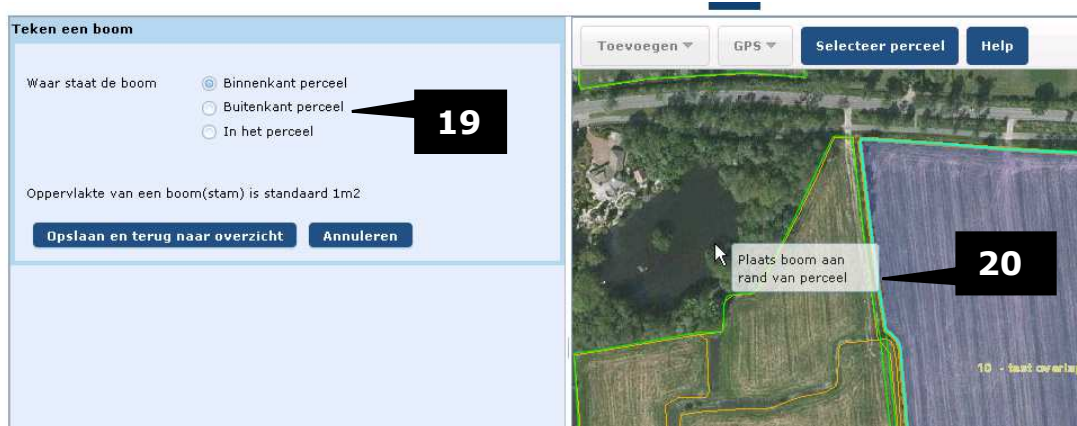 Teken een boom
Waar staat de boom
Binnenkant perceel
Buitenkant perceel
In het perceel
19
Oppervlakte van een boom(stam) is standaard 1m2
Opslaan en terug naar overzicht
Annuleren
Toevoegen
GPS
Selecteer perceel
Help
Plaats boom aan
rand van perceel
20
10 - test overlap